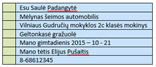 Esu Saulė Padangytė
Mėlynas šeimos automobilis
Vilniaus Gudručių mokyklos 2c klasės mokinys
Geltonkasė gražuolė
Mano gimtadienis 2015 – 10 - 21
Mano tėtis Elijus Pušaitis
8-68612345